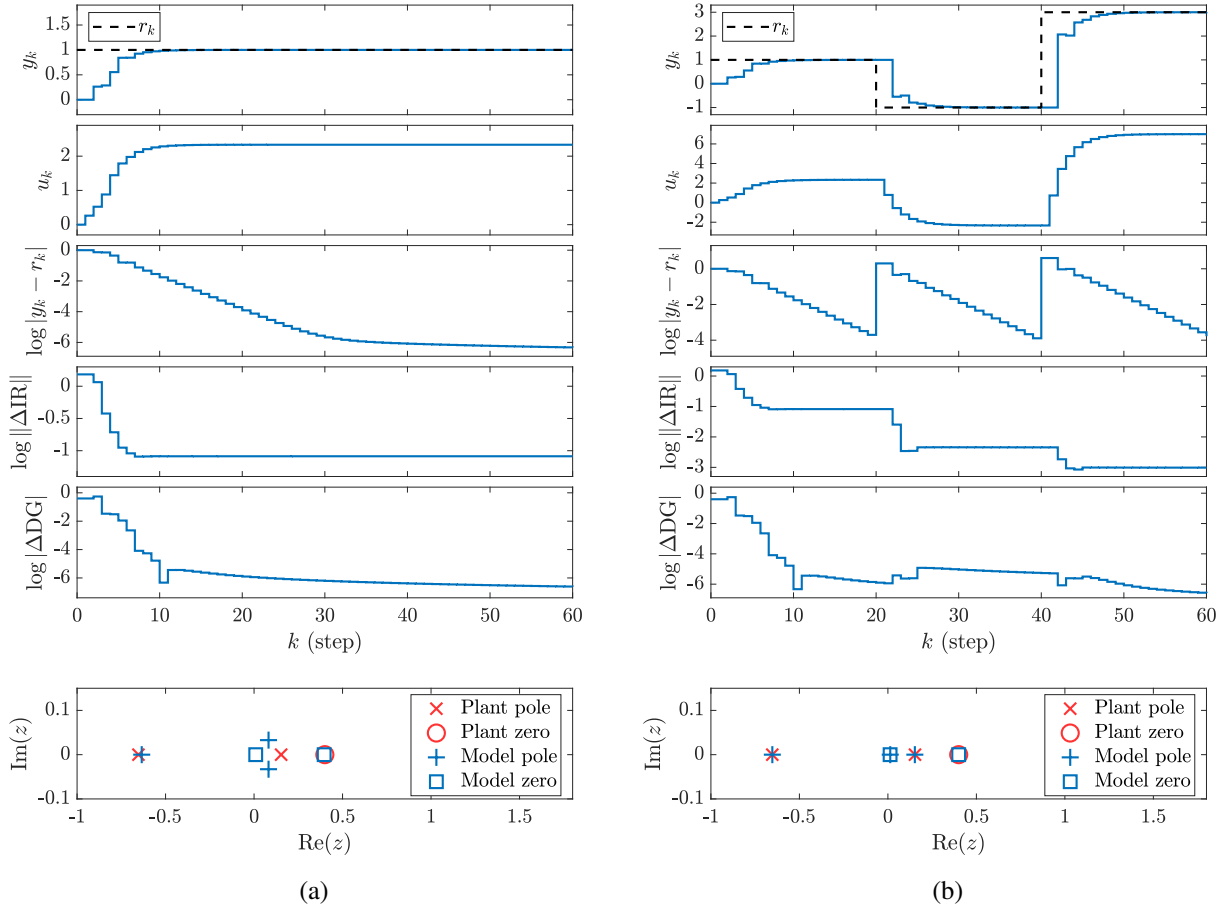 1.5
1
0.5
0
y_k
r_k
2
1
0
u_k
0
-2
-4
-6
log |y_k − r_k|
0
-0.5
-1
log ||ΔIR||
0
-2
-4
-6
log |ΔDG|
0 10 20 30 40 50 60
k (step)
0.1
0
-0.1
Im(z)
Plant pole
Plant zero
Model pole
Model zero
-1 -0.5 0 0.5 1 1.5
Re(z)
(a)
3
2
1
0
-1
y_k
r_k
6
4
2
0
-2
u_k
0
-2
-4
log |y_k − r_k|
0
-1
-2
-3
log ||ΔIR||
0
-2
-4
-6
log |ΔDG|
0 10 20 30 40 50 60
k (step)
0.1
0
-0.1
Im(z)
Plant pole
Plant zero
Model pole
Model zero
-1 -0.5 0 0.5 1 1.5
Re(z)
(b)